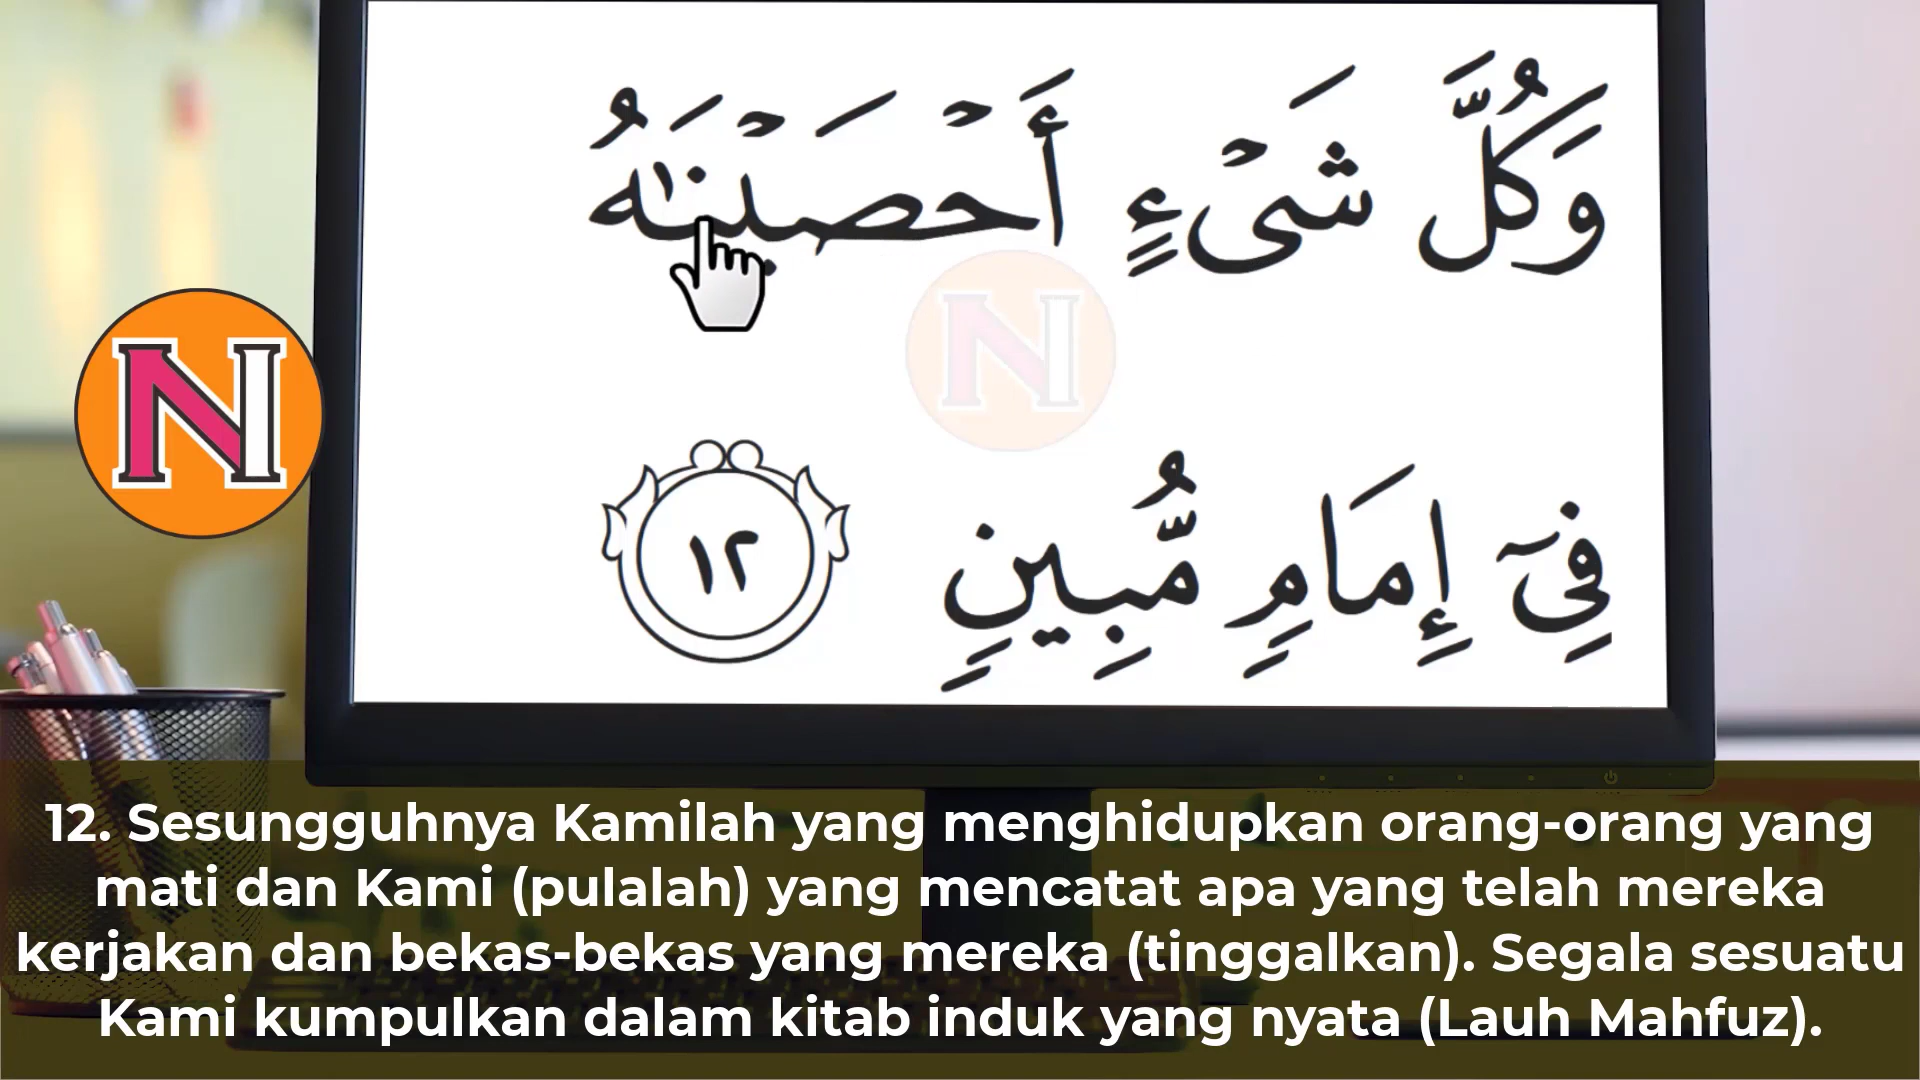 وَكُلَّ شَىْءٍ أَحْصَيْنَٰهُ
فِىٓ إِمَامٍ مُّبِينٍ ١٢
N
N
12. Sesungguhnya Kamilah yang menghidupkan orang-orang yang
mati dan Kami (pulalah) yang mencatat apa yang telah mereka
kerjakan dan bekas-bekas yang mereka (tinggalkan). Segala sesuatu
Kami kumpulkan dalam kitab induk yang nyata (Lauh Mahfuz).